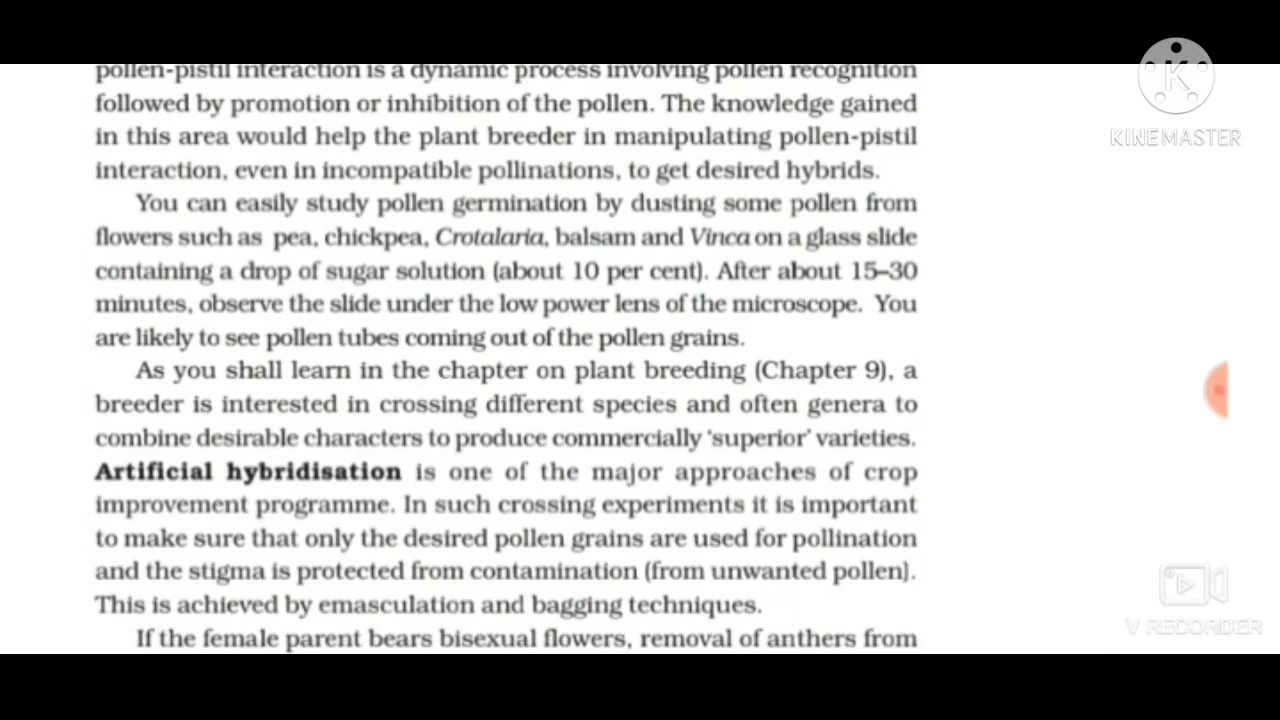 pollen-pistil interaction is a dynamic process involving pollen recognition
followed by promotion or inhibition of the pollen. The knowledge gained
in this area would help the plant breeder in manipulating pollen-pistil
interaction, even in incompatible pollinations, to get desired hybrids.
You can easily study pollen germination by dusting some pollen from
flowers such as pea, chickpea, Crotalaria, balsam and Vinca on a glass slide
containing a drop of sugar solution (about 10 per cent). After about 15–30
minutes, observe the slide under the low power lens of the microscope. You
are likely to see pollen tubes coming out of the pollen grains.
As you shall learn in the chapter on plant breeding (Chapter 9), a
breeder is interested in crossing different species and often genera to
combine desirable characters to produce commercially 'superior' varieties.
Artificial hybridisation is one of the major approaches of crop
improvement programme. In such crossing experiments it is important
to make sure that only the desired pollen grains are used for pollination
and the stigma is protected from contamination (from unwanted pollen).
This is achieved by emasculation and bagging techniques.
If the female parent bears bisexual flowers, removal of anthers from
K
KINEMASTER
V RECORDER